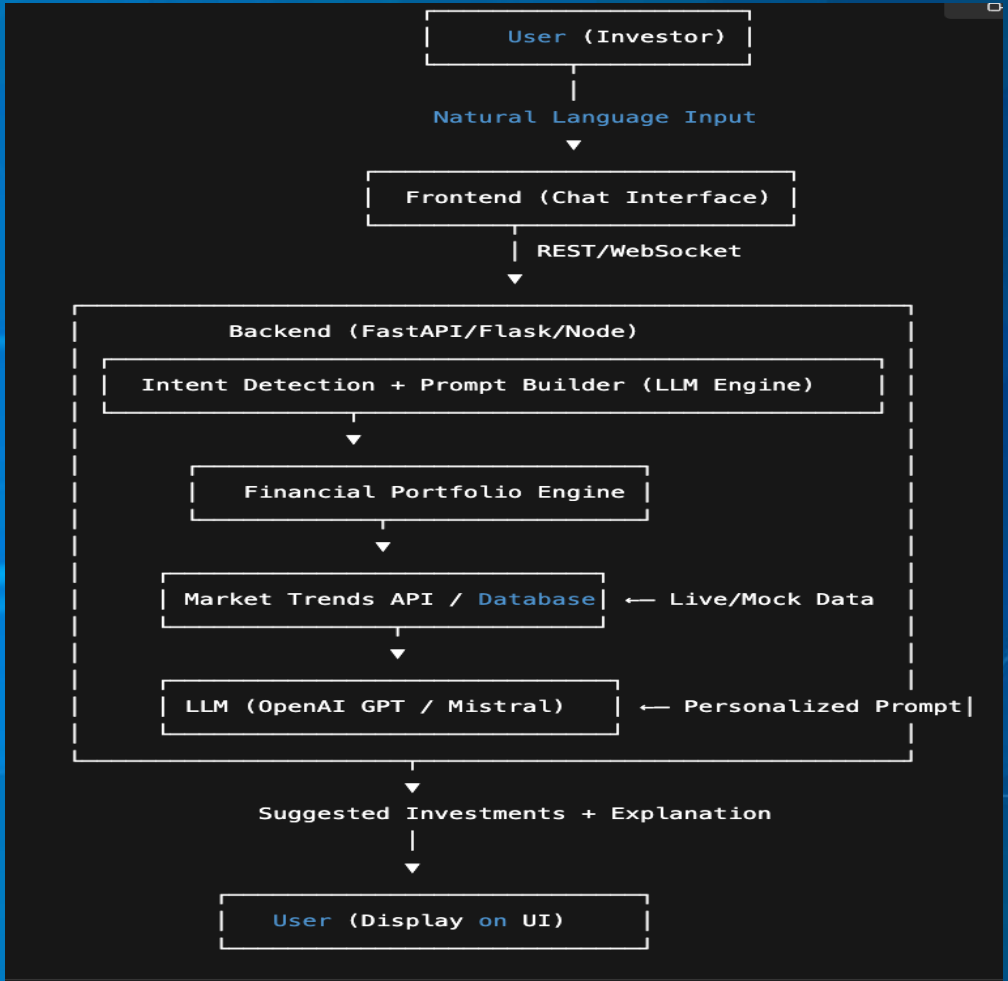 User (Investor)
Natural Language Input
Frontend (Chat Interface)
REST/WebSocket
Backend (FastAPI/Flask/Node)
Intent Detection + Prompt Builder (LLM Engine)
Financial Portfolio Engine
Market Trends API / Database ← Live/Mock Data
LLM (OpenAI GPT / Mistral) ← Personalized Prompt
Suggested Investments + Explanation
User (Display on UI)